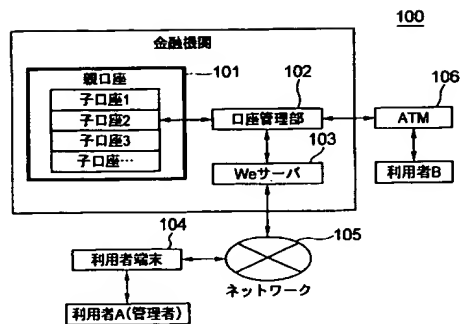 100
金融機関
101
親口座
子口座1
子口座2
子口座3
子口座…
102
口座管理部
103
Weサーバ
106
ATM
利用者B
104
利用者端末
105
ネットワーク
利用者A(管理者)